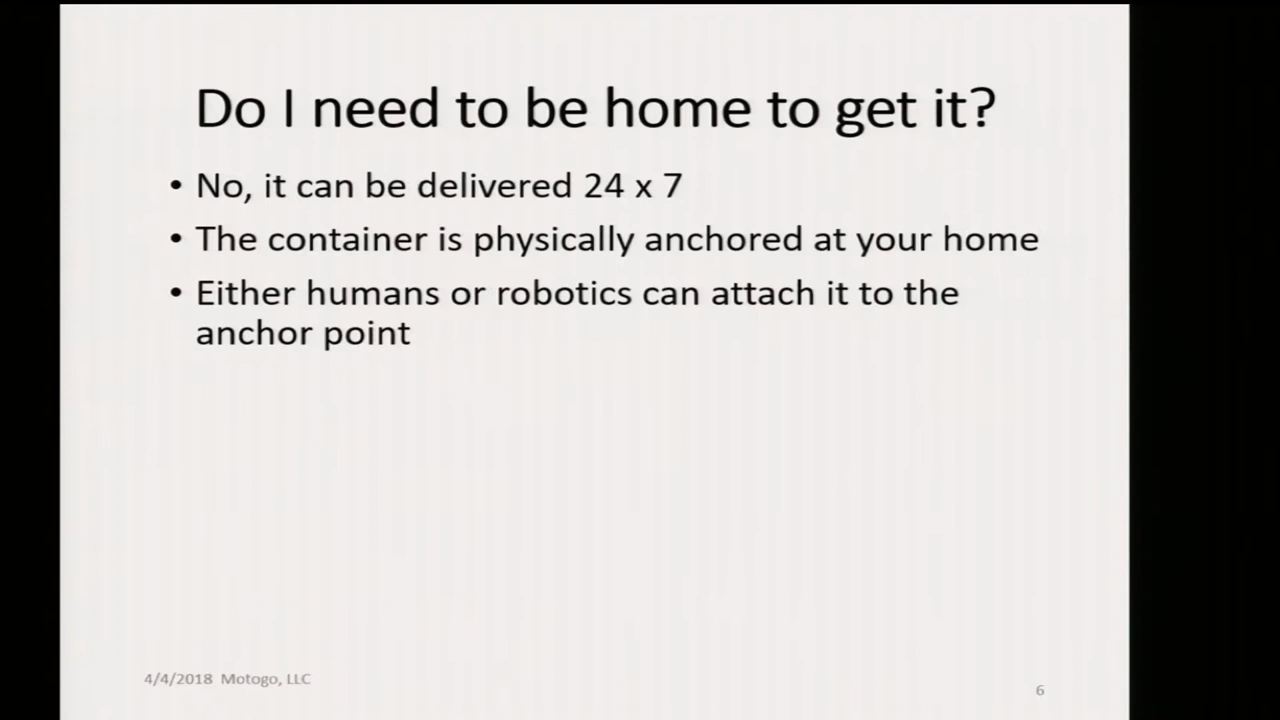 Do I need to be home to get it?
• No, it can be delivered 24 x 7
• The container is physically anchored at your home
• Either humans or robotics can attach it to the
anchor point
4/4/2018 Motogo, LLC
6